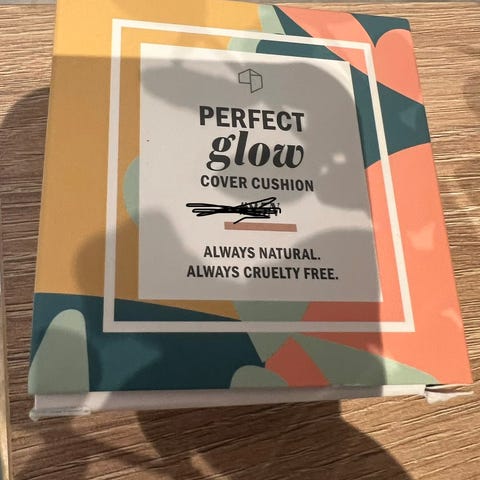 PERFECT
glow
COVER CUSHION
ALWAYS NATURAL.
ALWAYS CRUELTY FREE.